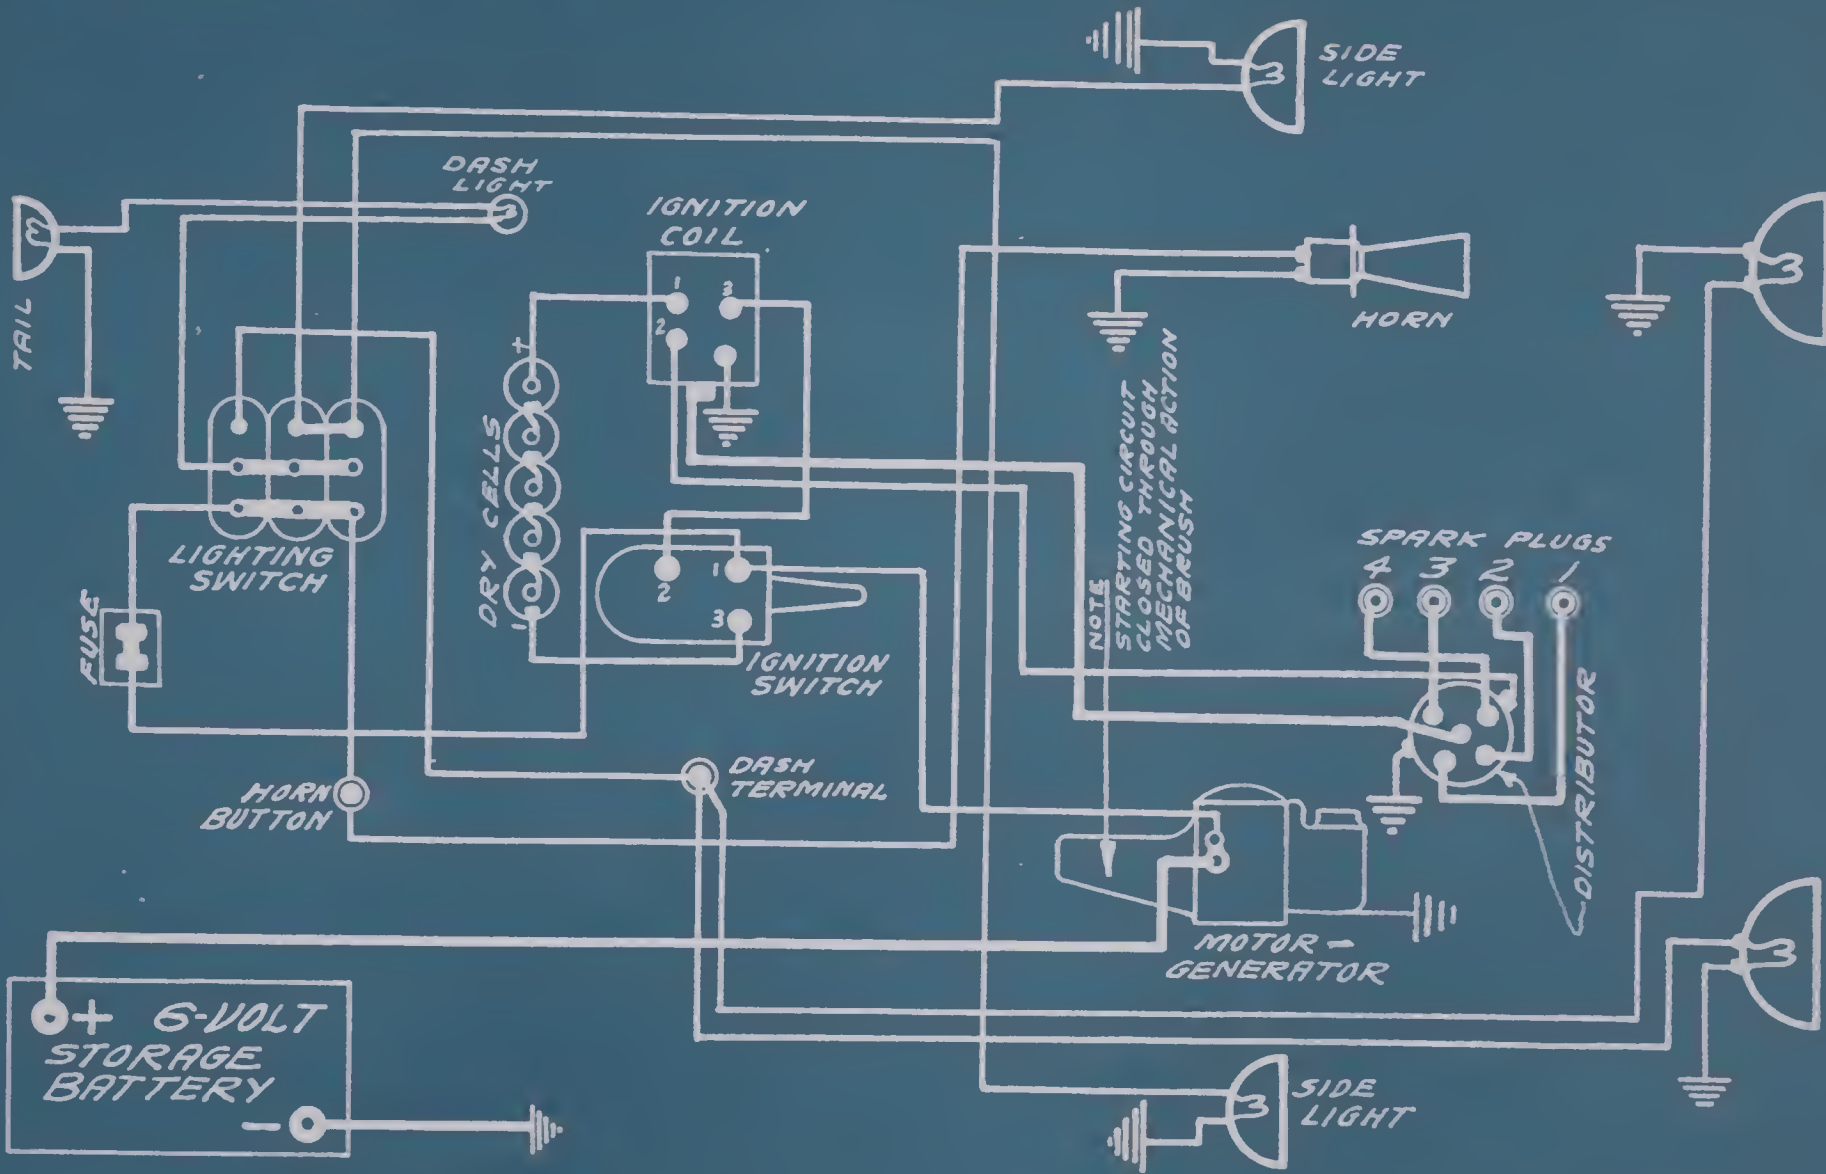 SIDE
LIGHT
DASH
LIGHT
IGNITION
COIL
1
3
2
TAIL
HORN
+
DRY CELLS
1
NOTE
STARTING CIRCUIT
CLOSED THROUGH
MECHANICAL ACTION
OF BRUSH
LIGHTING
SWITCH
SPARK PLUGS
4 3 2 1
FUSE
2
1
3
IGNITION
SWITCH
DISTRIBUTOR
HORN
BUTTON
DASH
TERMINAL
MOTOR-
GENERATOR
+ 6-VOLT
STORAGE
BATTERY
-
SIDE
LIGHT